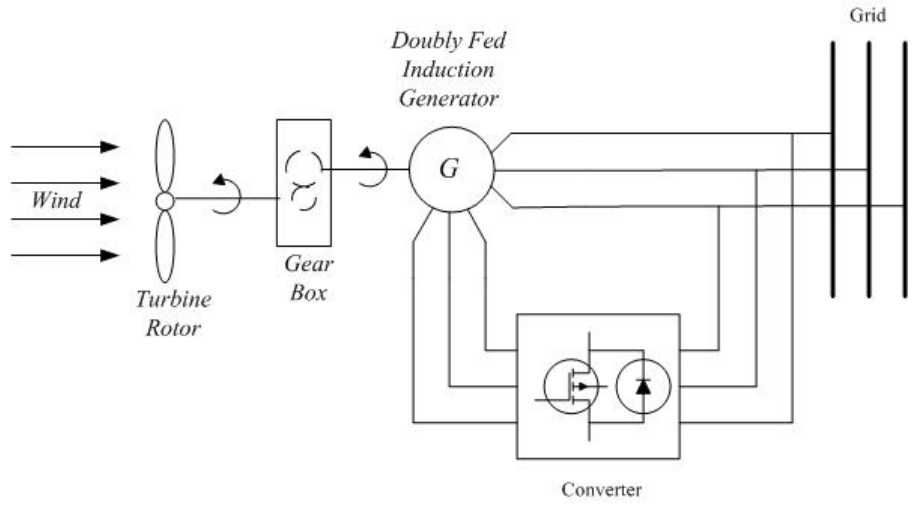 Grid
Doubly Fed
Induction
Generator
G
Wind
Gear
Box
Turbine
Rotor
Converter